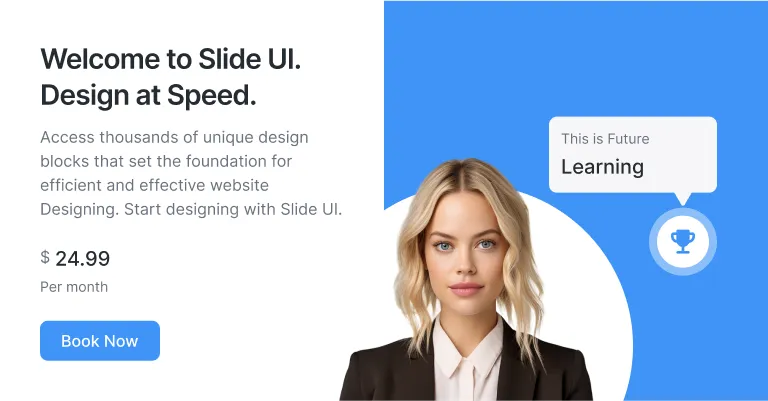 Welcome to Slide UI.
Design at Speed.
Access thousands of unique design
blocks that set the foundation for
efficient and effective website
Designing. Start designing with Slide UI.
$ 24.99
Per month
Book Now
This is Future
Learning